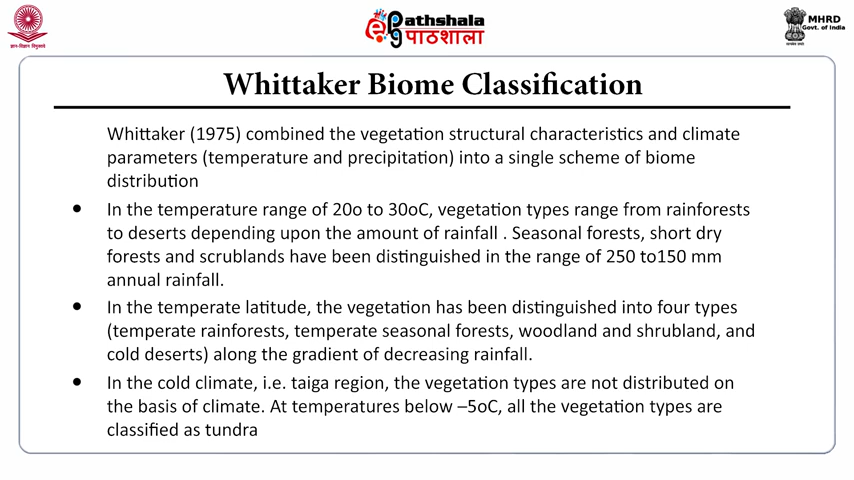 ज्ञान-विज्ञान विमुक्तये
ePathshala
पाठशाला
MHRD
Govt. of India
Whittaker Biome Classification
Whittaker (1975) combined the vegetation structural characteristics and climate
parameters (temperature and precipitation) into a single scheme of biome
distribution
• In the temperature range of 20o to 30oC, vegetation types range from rainforests
to deserts depending upon the amount of rainfall . Seasonal forests, short dry
forests and scrublands have been distinguished in the range of 250 to150 mm
annual rainfall.
• In the temperate latitude, the vegetation has been distinguished into four types
(temperate rainforests, temperate seasonal forests, woodland and shrubland, and
cold deserts) along the gradient of decreasing rainfall.
• In the cold climate, i.e. taiga region, the vegetation types are not distributed on
the basis of climate. At temperatures below –5oC, all the vegetation types are
classified as tundra